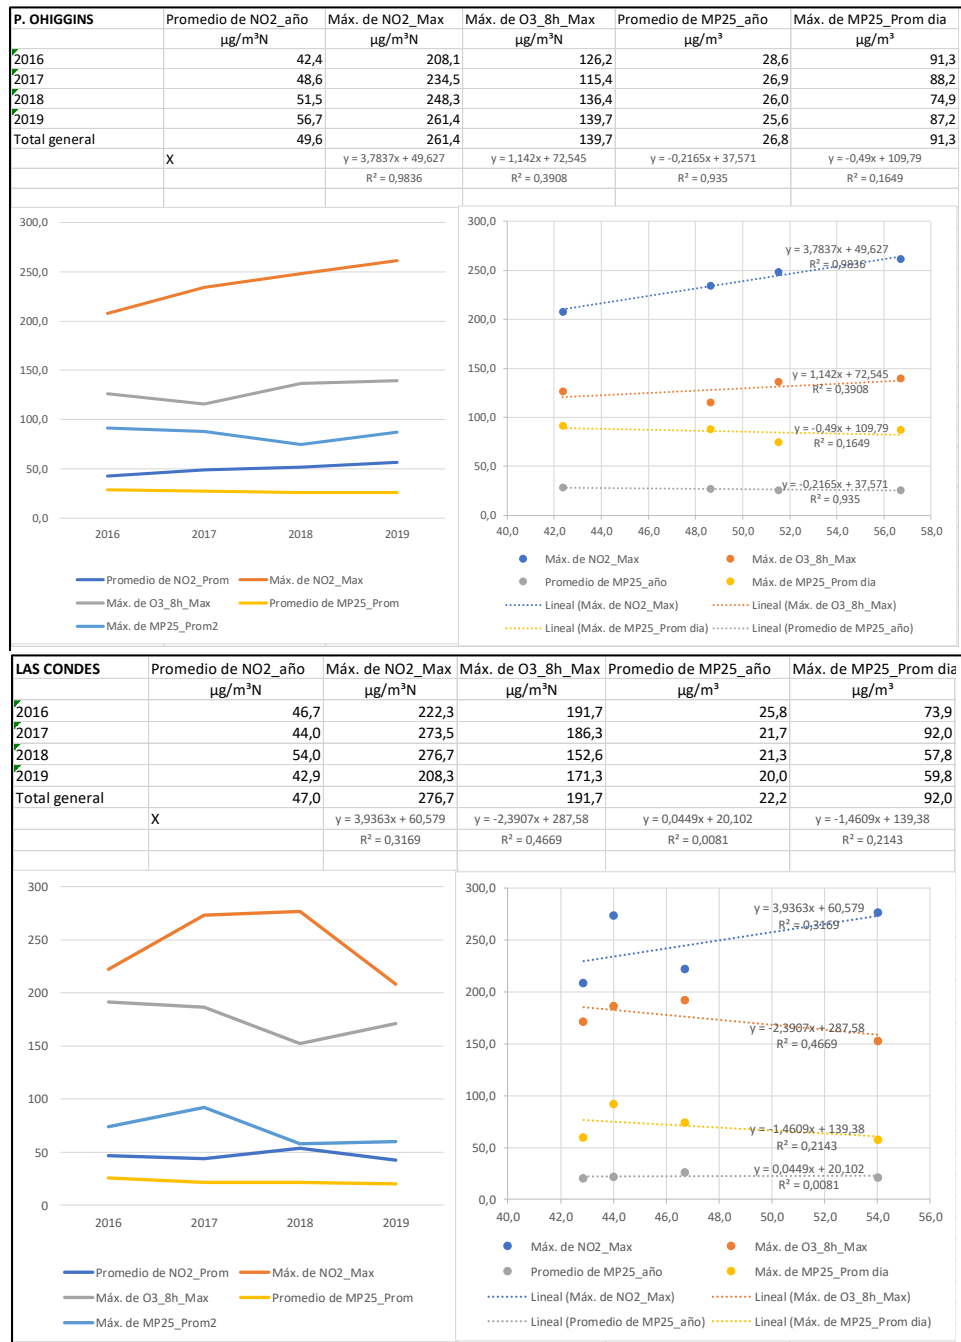 P. OHIGGINS Promedio de NO2_año Máx. de NO2_Max Máx. de O3_8h_Max Promedio de MP25_año Máx. de MP25_Prom dia
µg/m³N µg/m³N µg/m³N µg/m³ µg/m³
2016 42,4 208,1 126,2 28,6 91,3
2017 48,6 234,5 115,4 26,9 88,2
2018 51,5 248,3 136,4 26,0 74,9
2019 56,7 261,4 139,7 25,6 87,2
Total general 49,6 261,4 139,7 26,8 91,3
X y = 3,7837x + 49,627 y = 1,142x + 72,545 y = -0,2165x + 37,571 y = -0,49x + 109,79
R² = 0,9836 R² = 0,3908 R² = 0,935 R² = 0,1649
300,0
250,0
200,0
150,0
100,0
50,0
0,0
2016 2017 2018 2019
Promedio de NO2_Prom Máx. de NO2_Max
Máx. de O3_8h_Max Promedio de MP25_Prom
Máx. de MP25_Prom2
300,0
250,0
200,0
150,0
100,0
50,0
0,0
y = 3,7837x + 49,627
R² = 0,9836
y = 1,142x + 72,545
R² = 0,3908
y = -0,49x + 109,79
R² = 0,1649
y = -0,2165x + 37,571
R² = 0,935
40,0 42,0 44,0 46,0 48,0 50,0 52,0 54,0 56,0 58,0
Máx. de NO2_Max Máx. de O3_8h_Max
Promedio de MP25_año Máx. de MP25_Prom dia
Lineal (Máx. de NO2_Max) Lineal (Máx. de O3_8h_Max)
Lineal (Máx. de MP25_Prom dia) Lineal (Promedio de MP25_año)
LAS CONDES Promedio de NO2_año Máx. de NO2_Max Máx. de O3_8h_Max Promedio de MP25_año Máx. de MP25_Prom dia
µg/m³N µg/m³N µg/m³N µg/m³ µg/m³
2016 46,7 222,3 191,7 25,8 73,9
2017 44,0 273,5 186,3 21,7 92,0
2018 54,0 276,7 152,6 21,3 57,8
2019 42,9 208,3 171,3 20,0 59,8
Total general 47,0 276,7 191,7 22,2 92,0
X y = 3,9363x + 60,579 y = -2,3907x + 287,58 y = 0,0449x + 20,102 y = -1,4609x + 139,38
R² = 0,3169 R² = 0,4669 R² = 0,0081 R² = 0,2143
300
250
200
150
100
50
0
2016 2017 2018 2019
Promedio de NO2_Prom Máx. de NO2_Max
Máx. de O3_8h_Max Promedio de MP25_Prom
Máx. de MP25_Prom2
300,0
250,0
200,0
150,0
100,0
50,0
0,0
y = 3,9363x + 60,579
R² = 0,3169
y = -2,3907x + 287,58
R² = 0,4669
y = -1,4609x + 139,38
R² = 0,2143
y = 0,0449x + 20,102
R² = 0,0081
40,0 42,0 44,0 46,0 48,0 50,0 52,0 54,0 56,0
Máx. de NO2_Max Máx. de O3_8h_Max
Promedio de MP25_año Máx. de MP25_Prom dia
Lineal (Máx. de NO2_Max) Lineal (Máx. de O3_8h_Max)
Lineal (Promedio de MP25_año) Lineal (Máx. de MP25_Prom dia)